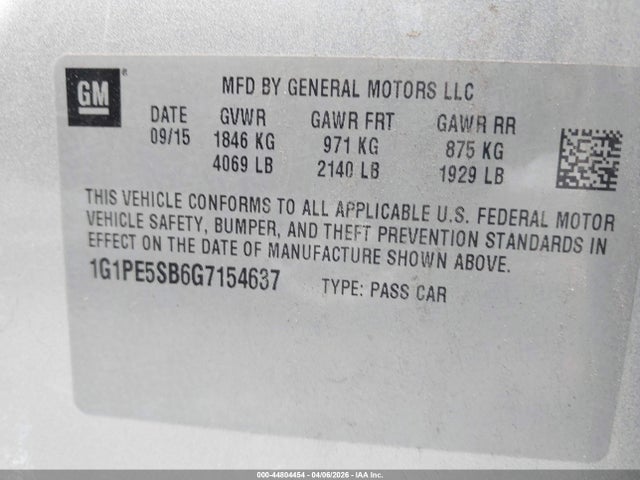 GM®
MFD BY GENERAL MOTORS LLC
DATE GVWR GAWR FRT GAWR RR
09/15 1846 KG 971 KG 875 KG
4069 LB 2140 LB 1929 LB
THIS VEHICLE CONFORMS TO ALL APPLICABLE U.S. FEDERAL MOTOR
VEHICLE SAFETY, BUMPER, AND THEFT PREVENTION STANDARDS IN
EFFECT ON THE DATE OF MANUFACTURE SHOWN ABOVE.
1G1PE5SB6G7154637 TYPE: PASS CAR
000-44804454 - 04/06/2026 - IAA Inc.